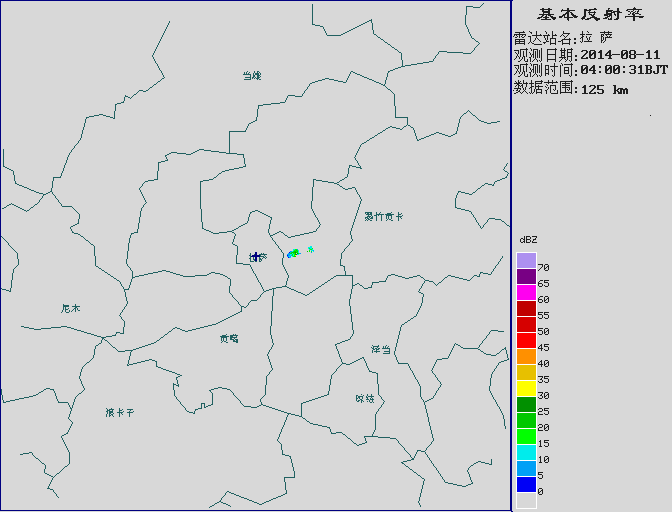 基本反射率
雷达站名:拉 萨
观测日期:2014-08-11
观测时间:04:00:31BJT
数据范围:125 km
当雄
墨竹贡卡
拉萨
尼木
贡嘎
泽当
琼结
浪卡子
dBZ
70
65
60
55
50
45
40
35
30
25
20
15
10
5
0